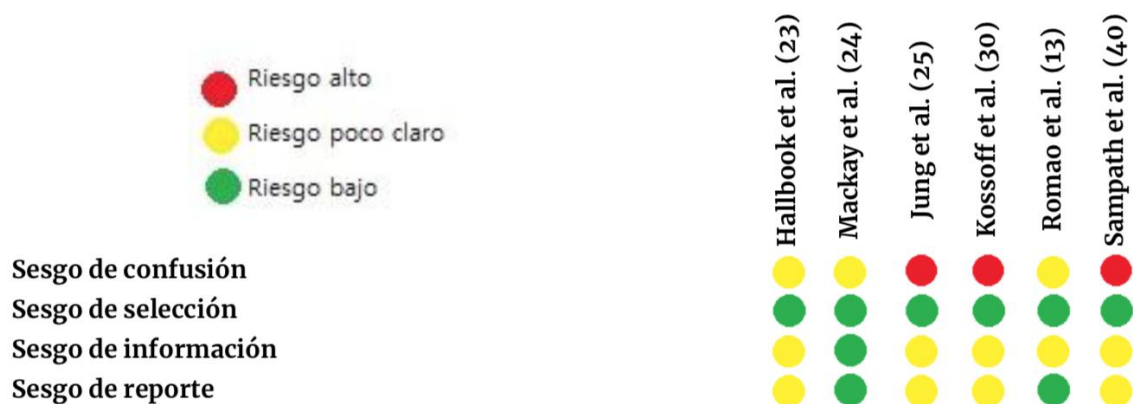 Riesgo alto
Riesgo poco claro
Riesgo bajo
Hallbook et al. (23)
Mackay et al. (24)
Jung et al. (25)
Kossoff et al. (30)
Romao et al. (13)
Sampath et al. (40)
Sesgo de confusión
Sesgo de selección
Sesgo de información
Sesgo de reporte